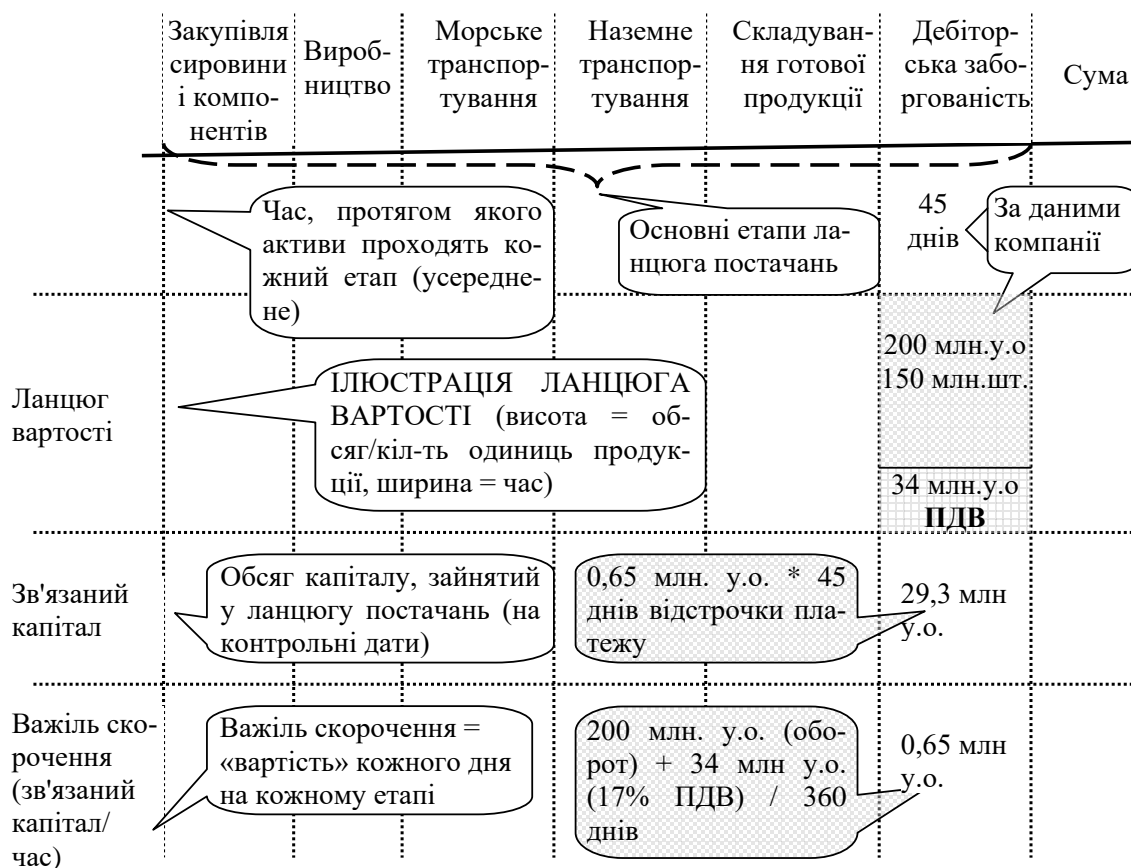 Закупівля
сировини
і компо-
нентів
Вироб-
ництво
Морське
транспор-
тування
Наземне
транспор-
тування
Складуван-
ня готової
продукції
Дебітор-
ська забо-
ргованість
Сума
Час, протягом якого
активи проходять ко-
жний етап (усереднe-
не)
Основні етапи ла-
нцюга постачань
45
днів
За даними
компанії
Ланцюг
вартості
ІЛЮСТРАЦІЯ ЛАНЦЮГА
ВАРТОСТІ (висота = об-
сяг/кіл-ть одиниць продук-
ції, ширина = час)
200 млн.у.о
150 млн.шт.
34 млн.у.о
ПДВ
Зв'язаний
капітал
Обсяг капіталу, зайнятий
у ланцюгу постачань (на
контрольні дати)
0,65 млн. у.о. * 45
днів відстрочки пла-
тежу
29,3 млн
у.о.
Важіль ско-
рочення
(зв'язаний
капітал/
час)
Важіль скорочення =
«вартість» кожного дня
на кожному етапі
200 млн. у.о. (обо-
рот) + 34 млн у.о.
(17% ПДВ) / 360
днів
0,65 млн
у.о.